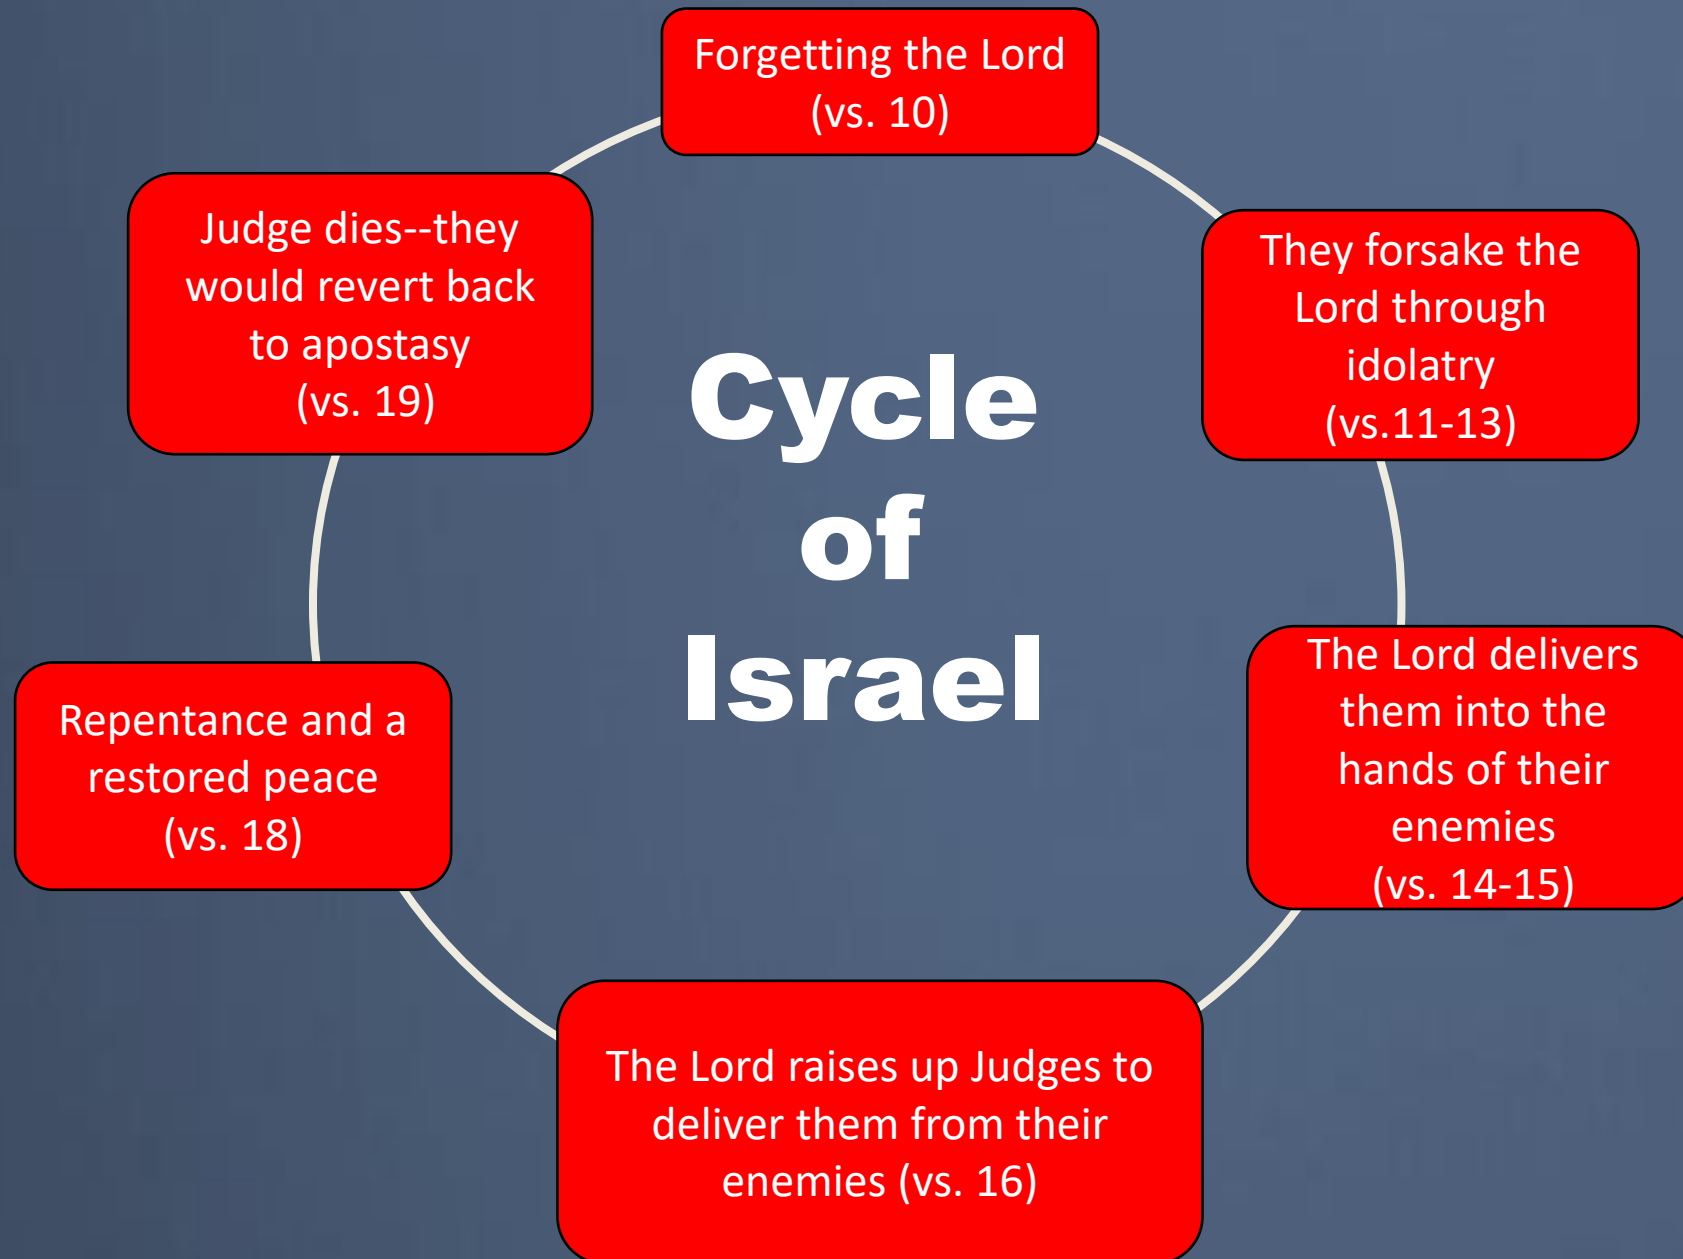 Forgetting the Lord
(vs. 10)
They forsake the
Lord through
idolatry
(vs.11-13)
The Lord delivers
them into the
hands of their
enemies
(vs. 14-15)
The Lord raises up Judges to
deliver them from their
enemies (vs. 16)
Repentance and a
restored peace
(vs. 18)
Judge dies--they
would revert back
to apostasy
(vs. 19)
Cycle
of
Israel